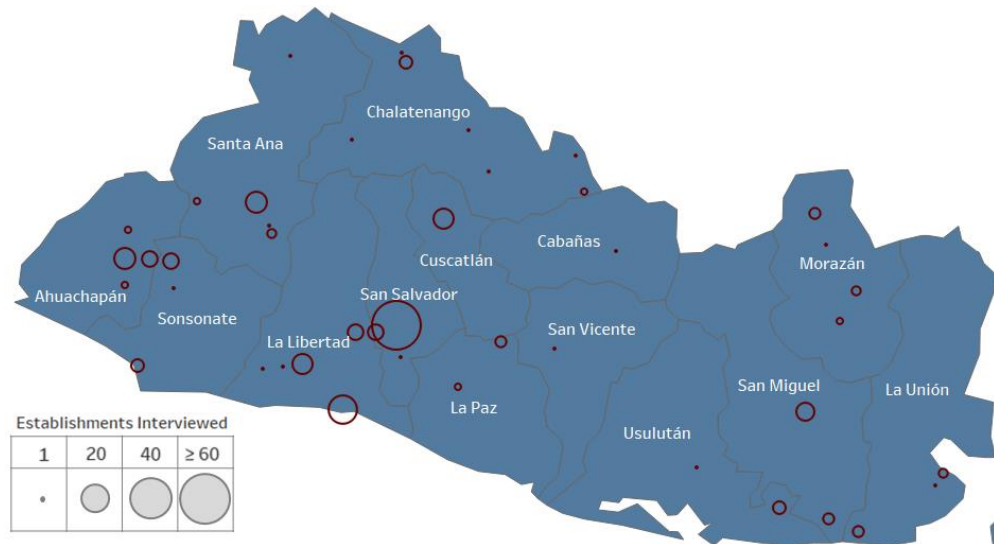 Chalatenango
Santa Ana
Cabañas
Cuscatlán
Morazán
Ahuachapán
San Salvador
Sonsonate
San Vicente
La Libertad
San Miguel
La Unión
La Paz
Usulután
Establishments Interviewed
1 20 40 ≥ 60